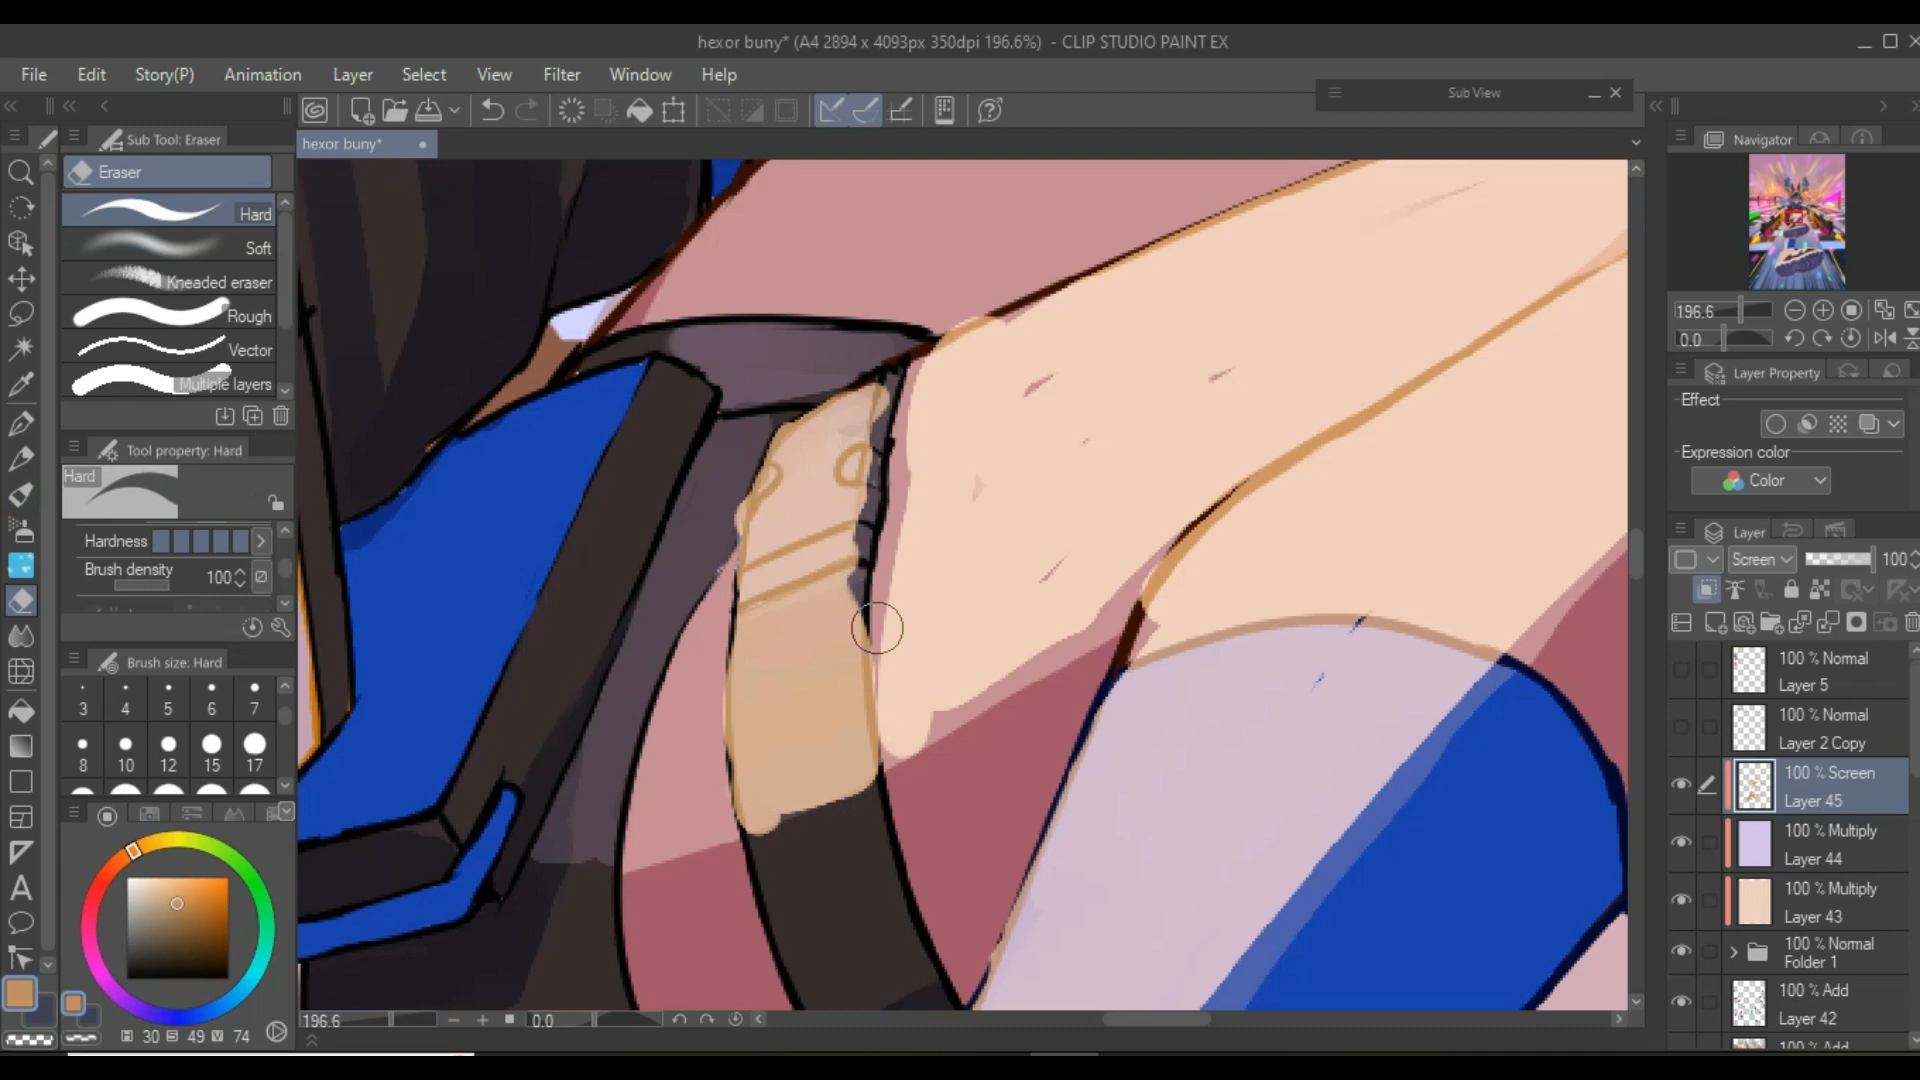 hexor buny* (A4 2894 x 4093px 350dpi 196.6%) - CLIP STUDIO PAINT EX
File Edit Story(P) Animation Layer Select View Filter Window Help
Sub View
Sub Tool: Eraser
hexor buny*
Navigator
Eraser
Hard
Soft
Kneaded eraser
Rough
Vector
Multiple layers
196.6
0.0
Layer Property
Effect
Expression color
Color
Tool property: Hard
Hard
Hardness
Brush density 100
Layer
Screen 100
Brush size: Hard
3 4 5 6 7
8 10 12 15 17
100 % Normal
Layer 5
100 % Normal
Layer 2 Copy
100 % Screen
Layer 45
100 % Multiply
Layer 44
100 % Multiply
Layer 43
100 % Normal
Folder 1
100 % Add
Layer 42
100 % Add
H 30 S 49 V 74
196.6 0.0